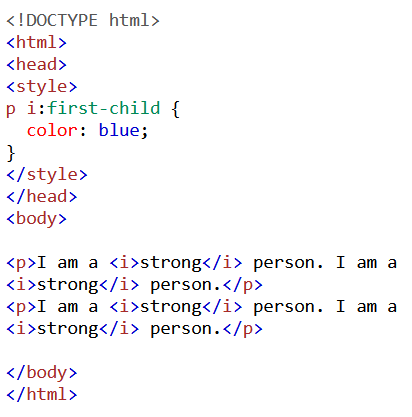 <!DOCTYPE html>
<html>
<head>
<style>
p i:first-child {
  color: blue;
}
</style>
</head>
<body>

<p>I am a <i>strong</i> person. I am a
<i>strong</i> person.</p>
<p>I am a <i>strong</i> person. I am a
<i>strong</i> person.</p>

</body>
</html>